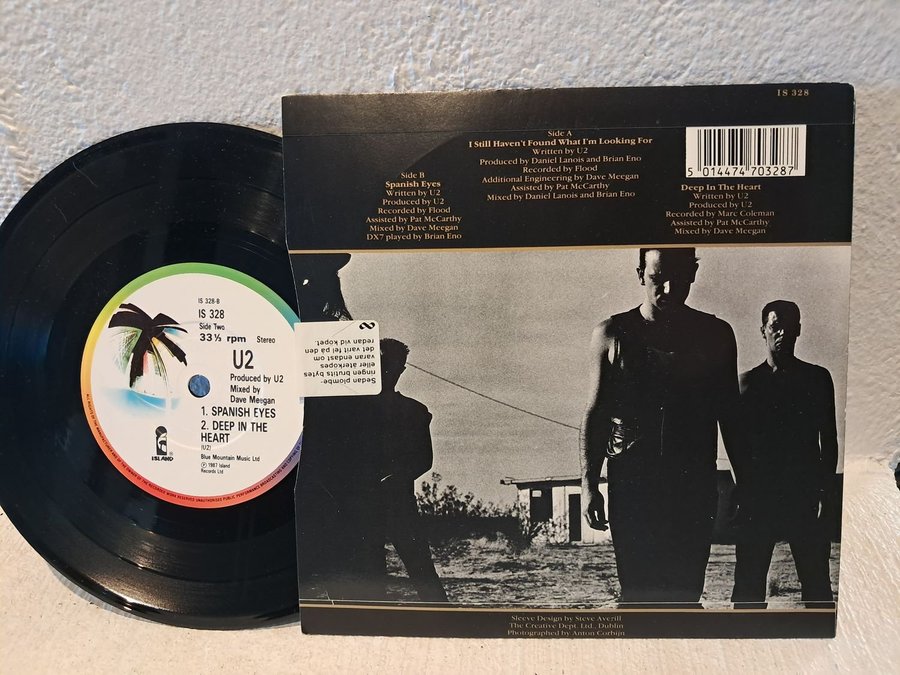 IS 328
5 014474 703287
Side A
I Still Haven't Found What I'm Looking For
Written by U2
Produced by Daniel Lanois and Brian Eno
Recorded by Flood
Additional Engineering by Dave Meegan
Assisted by Pat McCarthy
Mixed by Daniel Lanois and Brian Eno
Side B
Spanish Eyes
Written by U2
Produced by U2
Recorded by Flood
Assisted by Pat McCarthy
Mixed by Dave Meegan
DX7 played by Brian Eno
Deep In The Heart
Written by U2
Produced by U2
Recorded by Marc Coleman
Assisted by Pat McCarthy
Mixed by Dave Meegan
IS 328-B
IS 328
Side Two
33⅓ rpm Stereo
U2
Produced by U2
Mixed by
Dave Meegan
1. SPANISH EYES
2. DEEP IN THE
HEART
(U2)
Blue Mountain Music Ltd
ISLAND
℗ 1987 Island
Records Ltd
Sedan plombe-
ringen brutits bytes
eller återköpes
varan endast om
det varit fel på den
redan vid köpet.
Sleeve Design by Steve Averill
The Creative Dept. Ltd., Dublin
Photographed by Anton Corbijn